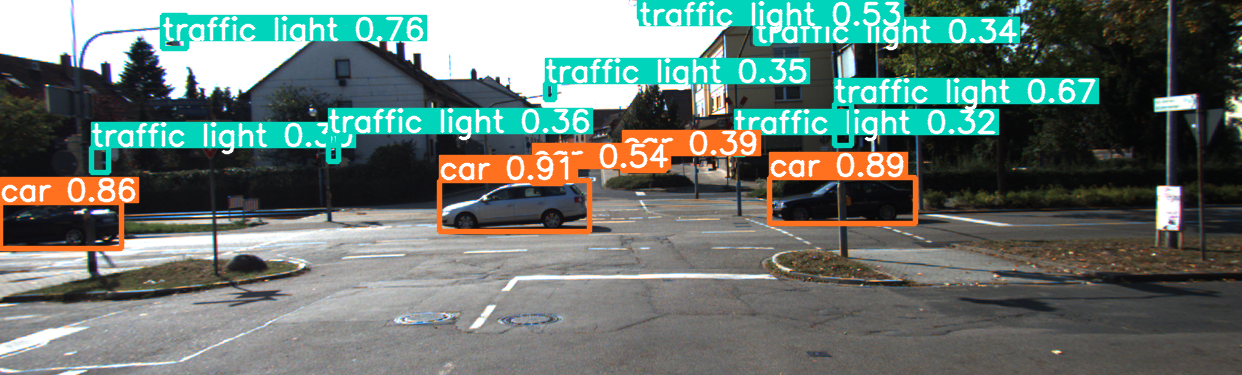 traffic light 0.76
traffic light 0.53
traffic light 0.34
traffic light 0.35
traffic light 0.67
traffic light 0.36
traffic light 0.32
traffic light
0.39
car 0.91
0.54
car 0.89
car 0.86